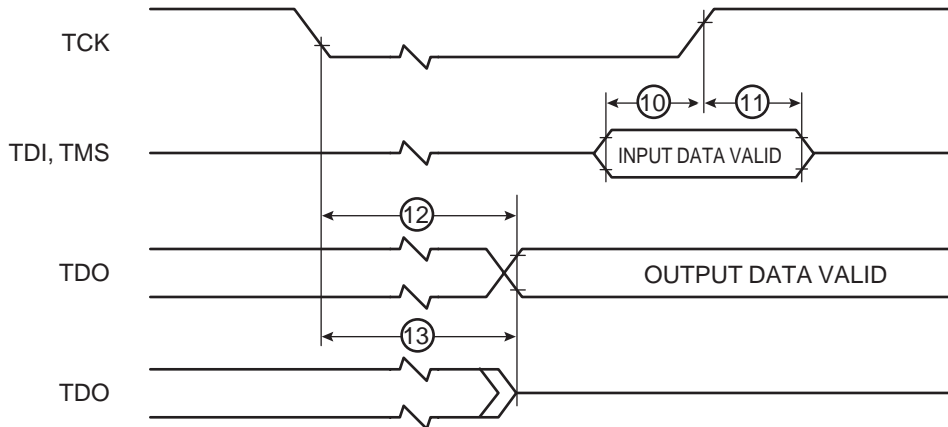 TCK
10 11
TDI, TMS INPUT DATA VALID
12
TDO OUTPUT DATA VALID
13
TDO